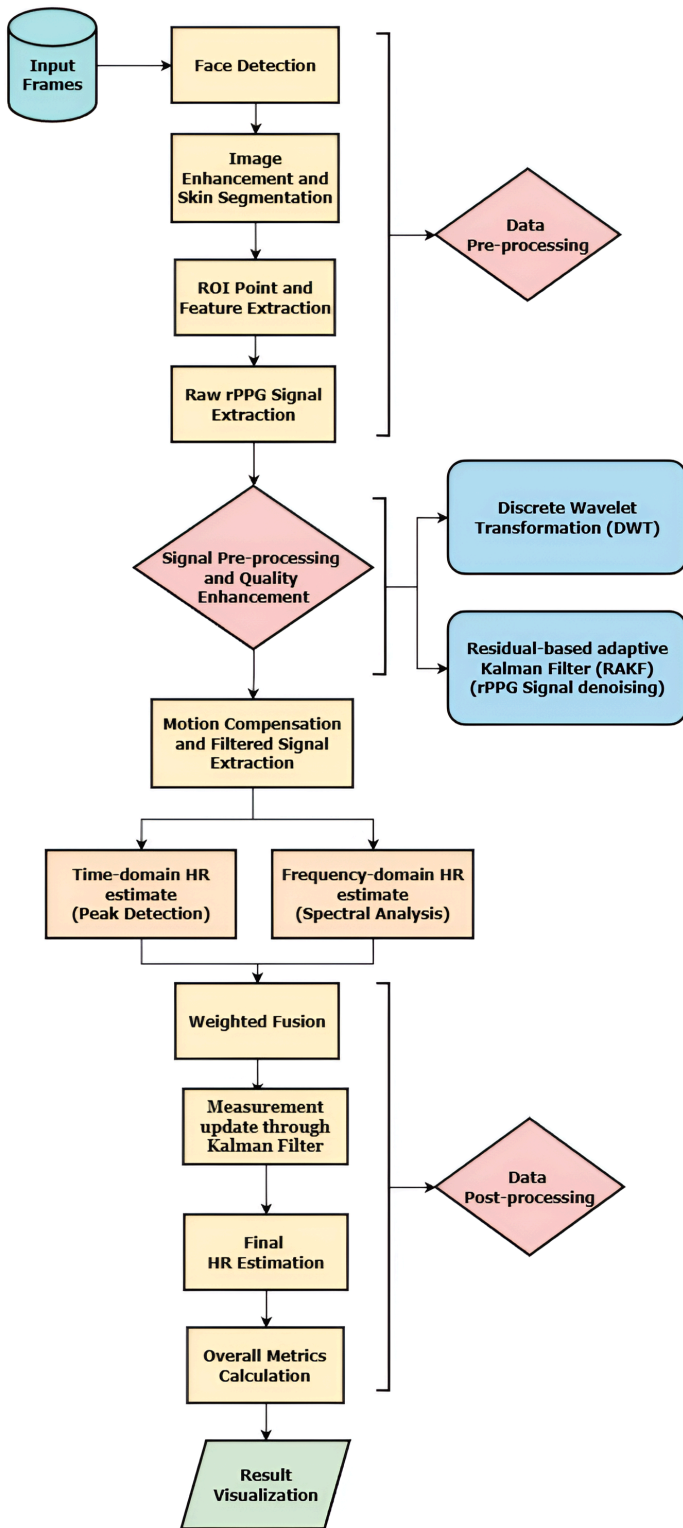 Input
Frames
Face Detection
Image
Enhancement and
Skin Segmentation
Data
Pre-processing
ROI Point and
Feature Extraction
Raw rPPG Signal
Extraction
Signal Pre-processing
and Quality
Enhancement
Discrete Wavelet
Transformation (DWT)
Residual-based adaptive
Kalman Filter (RAKF)
(rPPG Signal denoising)
Motion Compensation
and Filtered Signal
Extraction
Time-domain HR
estimate
(Peak Detection)
Frequency-domain HR
estimate
(Spectral Analysis)
Weighted Fusion
Measurement
update through
Kalman Filter
Data
Post-processing
Final
HR Estimation
Overall Metrics
Calculation
Result
Visualization